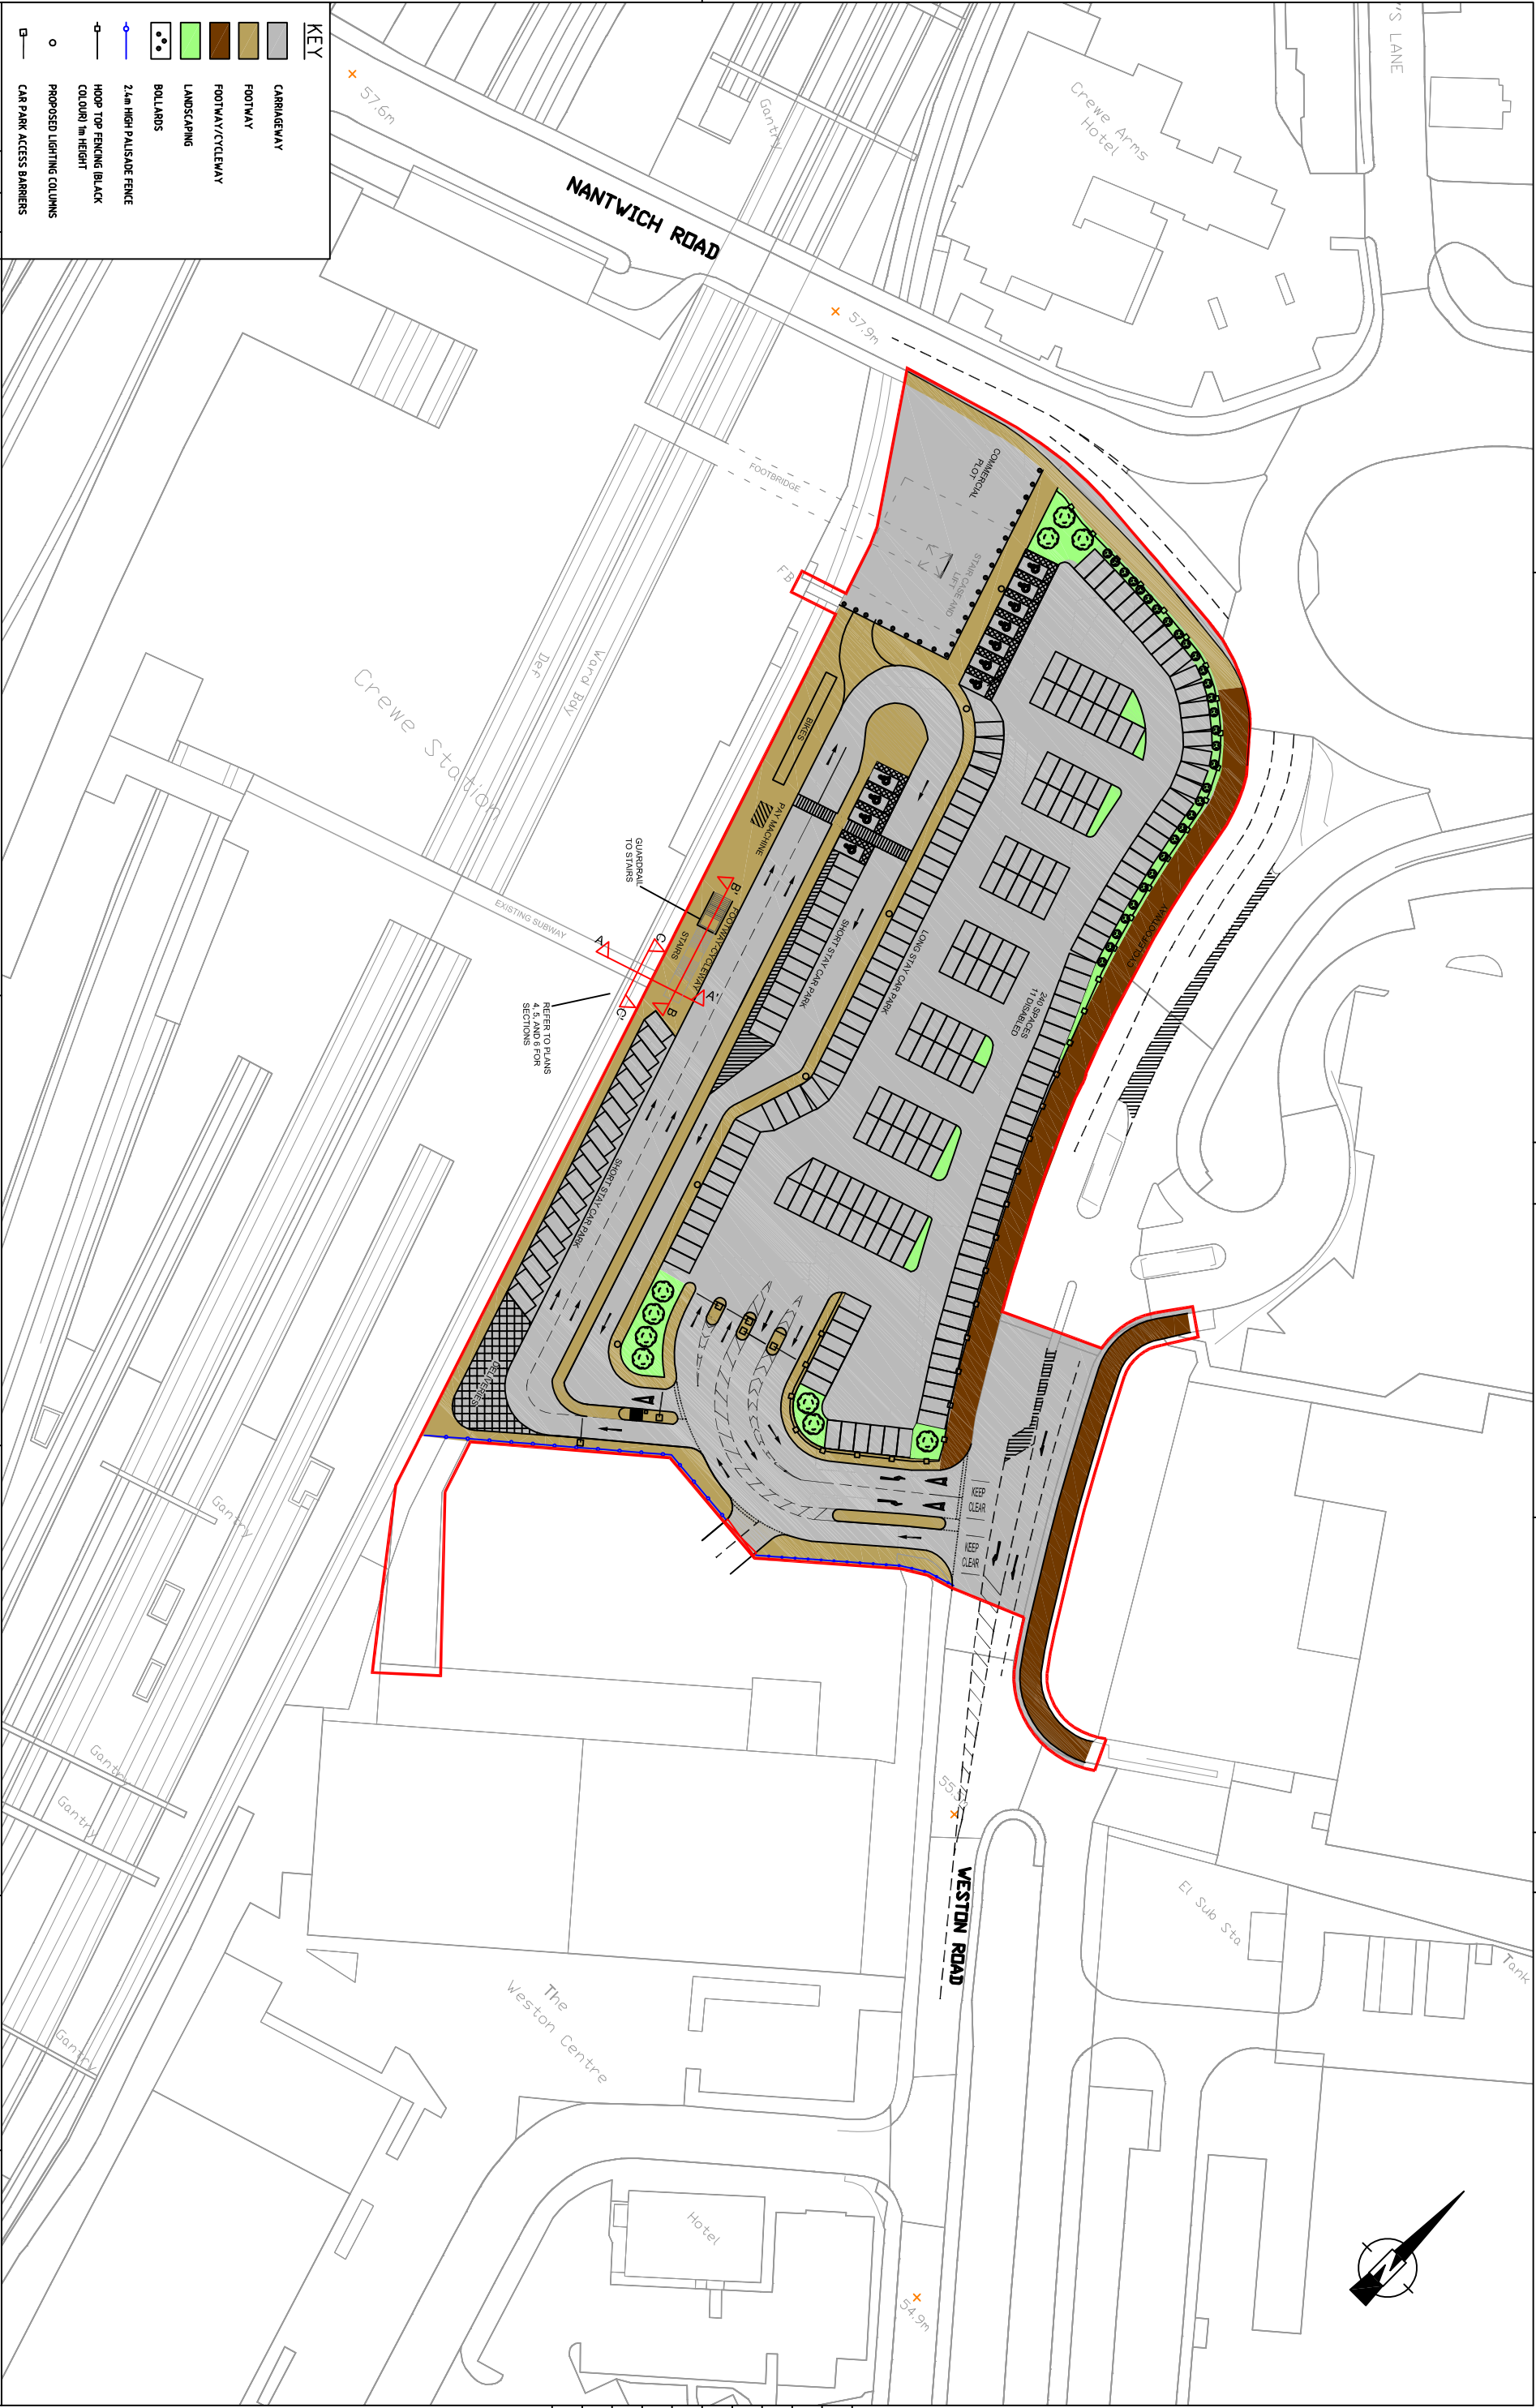 KEY
CARRIAGEWAY
FOOTWAY
FOOTWAY/CYCLEWAY
LANDSCAPING
BOLLARDS
2.4m HIGH PALISADE FENCE
HOOP TOP FENCING (BLACK
COLOUR) 1m HEIGHT
PROPOSED LIGHTING COLUMNS
CAR PARK ACCESS BARRIERS
57.6m
Gantry
Crewe Arms
Hotel
'S LANE
NANTWICH ROAD
57.9m
FOOTBRIDGE
COMMERCIAL
PLOT
STAIR CASE AND
LIFT
F B
Ward Bay
Def
Crewe Station
BIKES
PAY MACHINE
GUARDRAIL
TO STAIRS
EXISTING SUBWAY
FOOTWAY-CYCLEWAY
STAIRS
A
A'
B
B'
C
C'
REFER TO PLANS
4, 5, AND 6 FOR
SECTIONS
SHORT STAY CAR PARK
LONG STAY CAR PARK
240 SPACES
11 DISABLED
CYCLE/FOOTWAY
SHORT STAY CAR PARK
DELIVERIES
KEEP
CLEAR
KEEP
CLEAR
Gantry
Gantry
Gantry
Gantry
WESTON ROAD
El Sub Sta
Tank
The
Weston Centre
Hotel
54.9m